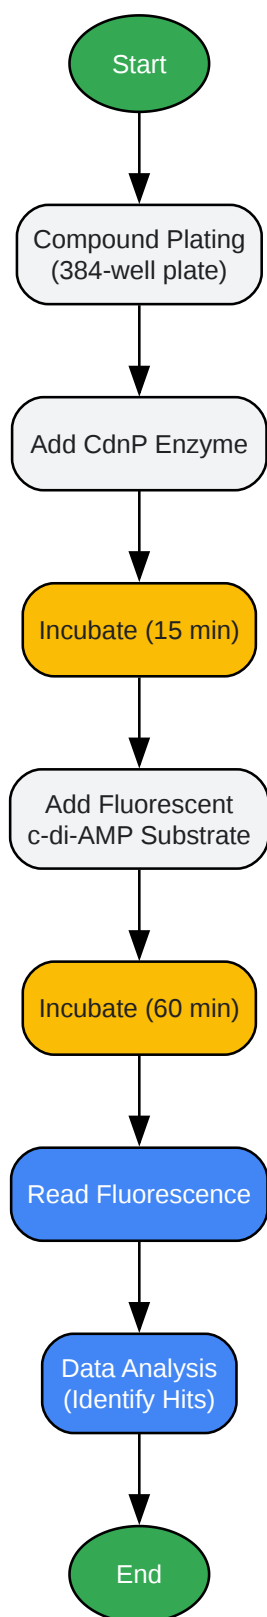 Start
Compound Plating
(384-well plate)
Add CdnP Enzyme
Incubate (15 min)
Add Fluorescent
c-di-AMP Substrate
Incubate (60 min)
Read Fluorescence
Data Analysis
(Identify Hits)
End